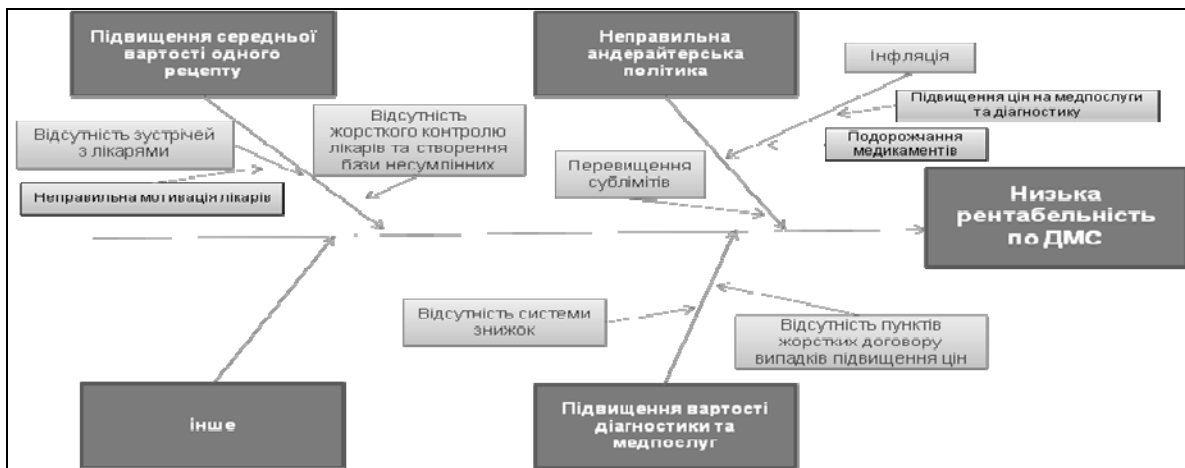 Підвищення середньої
вартості одного
рецепту
Неправильна
андерайтерська
політика
Інфляція
Підвищення цін на медпослуги
та діагностику
Подорожчання
медикаментів
Відсутність зустрічей
з лікарями
Неправильна мотивація лікарів
Відсутність
жорсткого контролю
лікарів та створення
бази несумлінних
Перевищення
сублімітів
Низька
рентабельність
по ДМС
Відсутність системи
знижок
Відсутність пунктів
жорстких договору
випадків підвищення цін
інше
Підвищення вартості
діагностики та
медпослуг